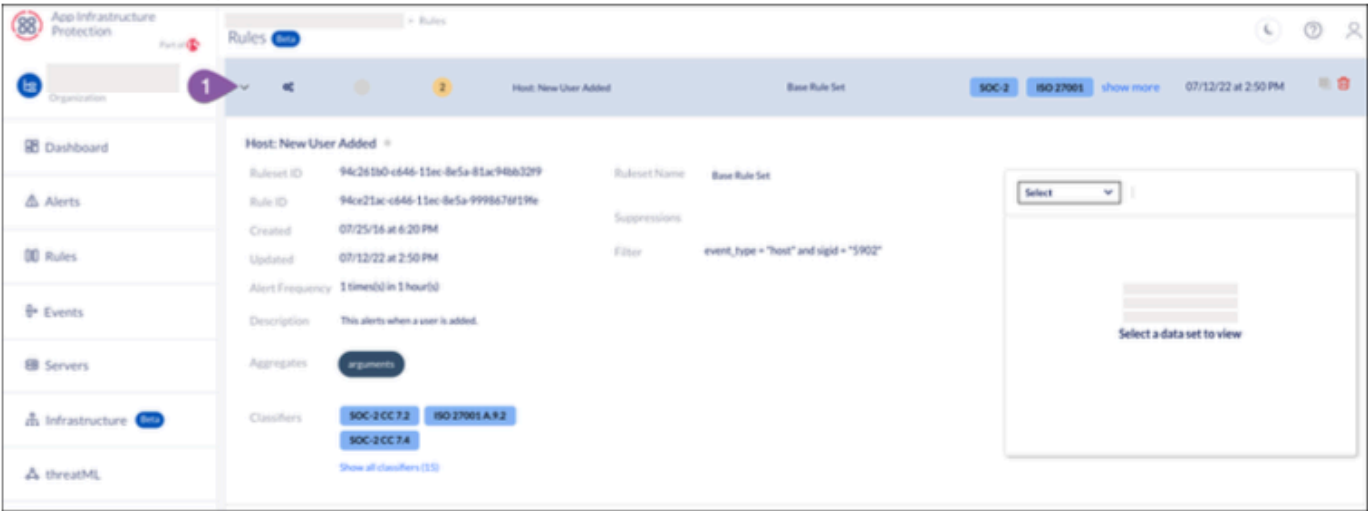 App Infrastructure
Protection
Part of
> Rules
Rules Beta
Organization
1
2 Host: New User Added Base Rule Set SOC-2 ISO 27001 show more 07/12/22 at 2:50 PM
Dashboard
Alerts
Rules
Events
Servers
Infrastructure Beta
threatML
Host: New User Added
Ruleset ID 94c261b0-c646-11ec-8e5a-81ac94bb32f9
Rule ID 94ce21ac-c646-11ec-8e5a-9998676f19fe
Created 07/25/16 at 6:20 PM
Updated 07/12/22 at 2:50 PM
Alert Frequency 1 times(s) in 1 hour(s)
Description This alerts when a user is added.
Aggregates arguments
Classifiers SOC-2 CC 7.2 ISO 27001 A.9.2
SOC-2 CC 7.4
Show all classifiers (15)
Ruleset Name Base Rule Set
Suppressions
Filter event_type = "host" and sigid = "5902"
Select
Select a data set to view